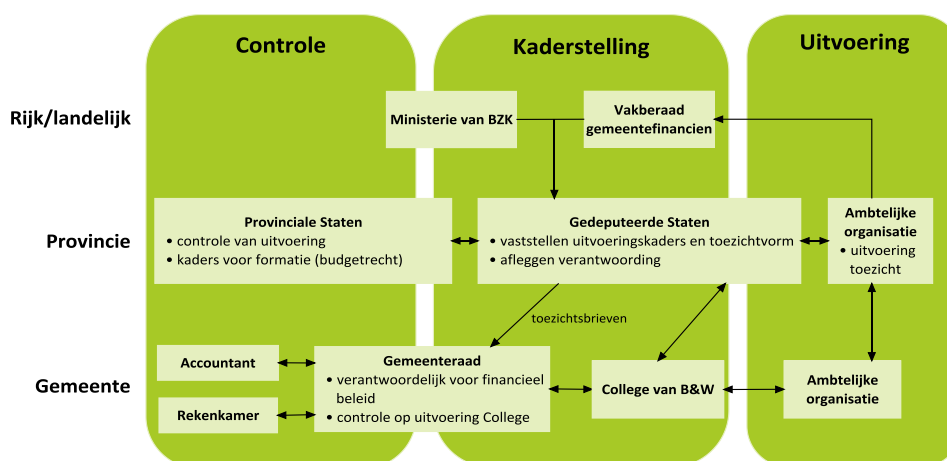 Controle
Kaderstelling
Uitvoering
Rijk/landelijk
Ministerie van BZK
Vakberaad
gemeentefinancien
Provincie
Provinciale Staten
• controle van uitvoering
• kaders voor formatie (budgetrecht)
Gedeputeerde Staten
• vaststellen uitvoeringskaders en toezichtvorm
• afleggen verantwoording
Ambtelijke
organisatie
• uitvoering
toezicht
toezichtsbrieven
Gemeente
Accountant
Rekenkamer
Gemeenteraad
• verantwoordelijk voor financieel
beleid
• controle op uitvoering College
College van B&W
Ambtelijke
organisatie